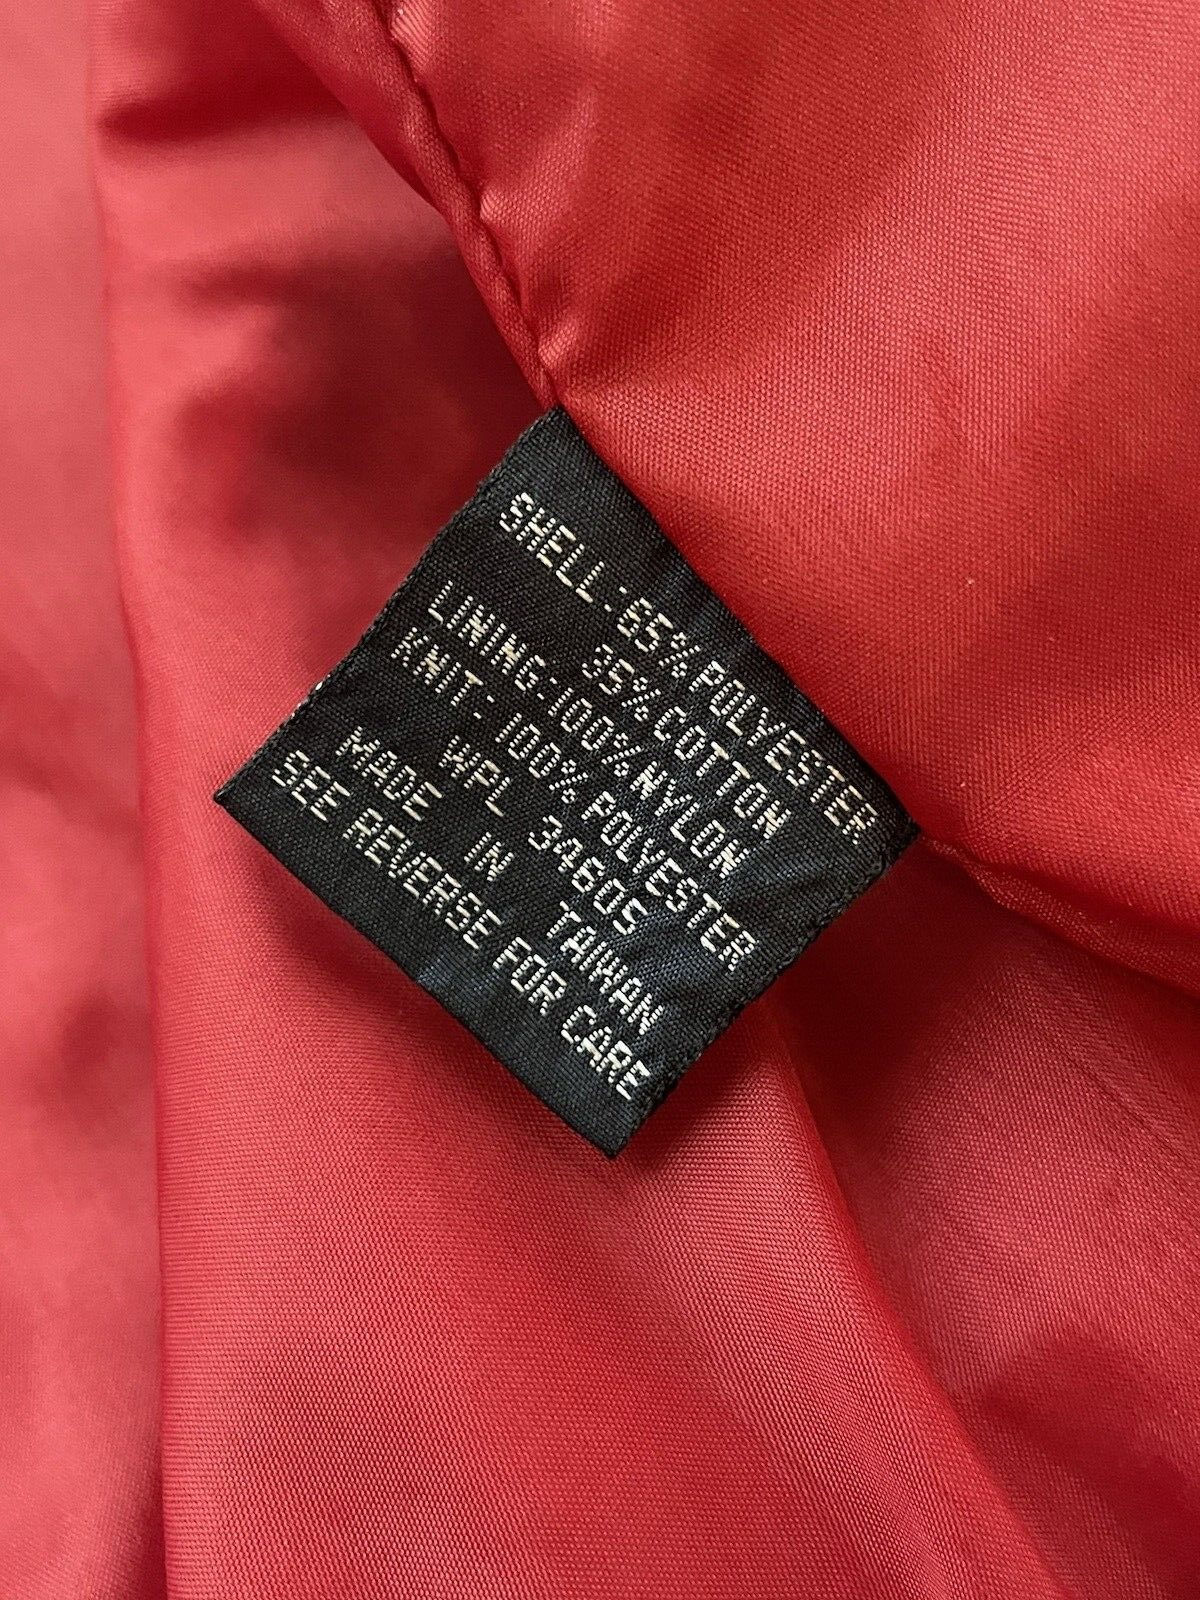 SHELL:65%POLYESTER
35%COTTON
LINING:100%NYLON
KNIT:100%POLYESTER
WPL 34605
MADE IN TAIWAN
SEE REVERSE FOR CARE